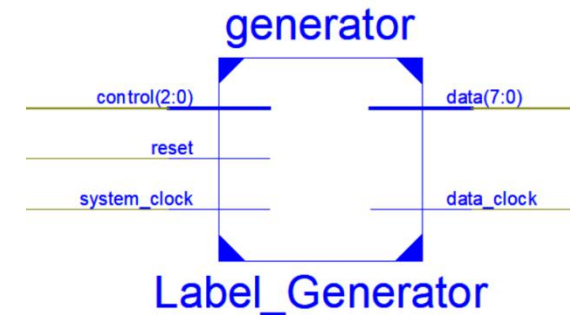 generator
control(2:0)
data(7:0)
reset
system_clock
data_clock
Label_Generator